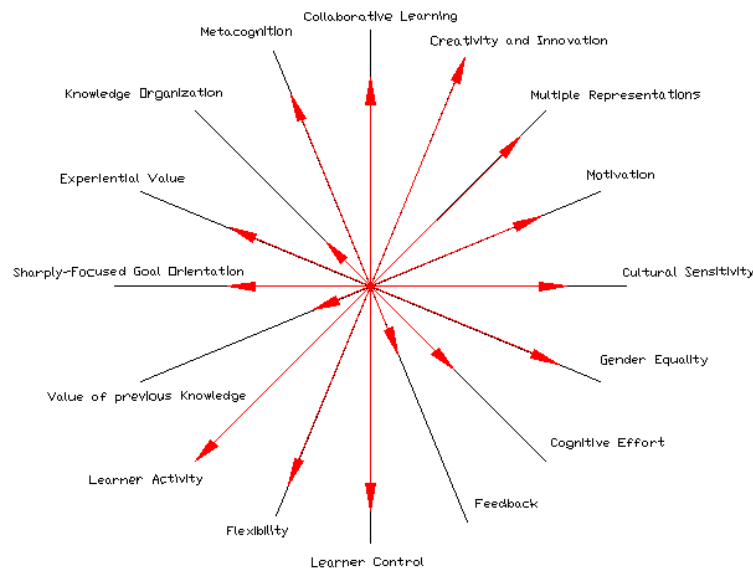 Collaborative Learning
Metacognition
Creativity and Innovation
Knowledge Organization
Multiple Representations
Experiential Value
Motivation
Sharply-Focused Goal Orientation
Cultural Sensitivity
Gender Equality
Value of previous Knowledge
Cognitive Effort
Learner Activity
Feedback
Flexibility
Learner Control